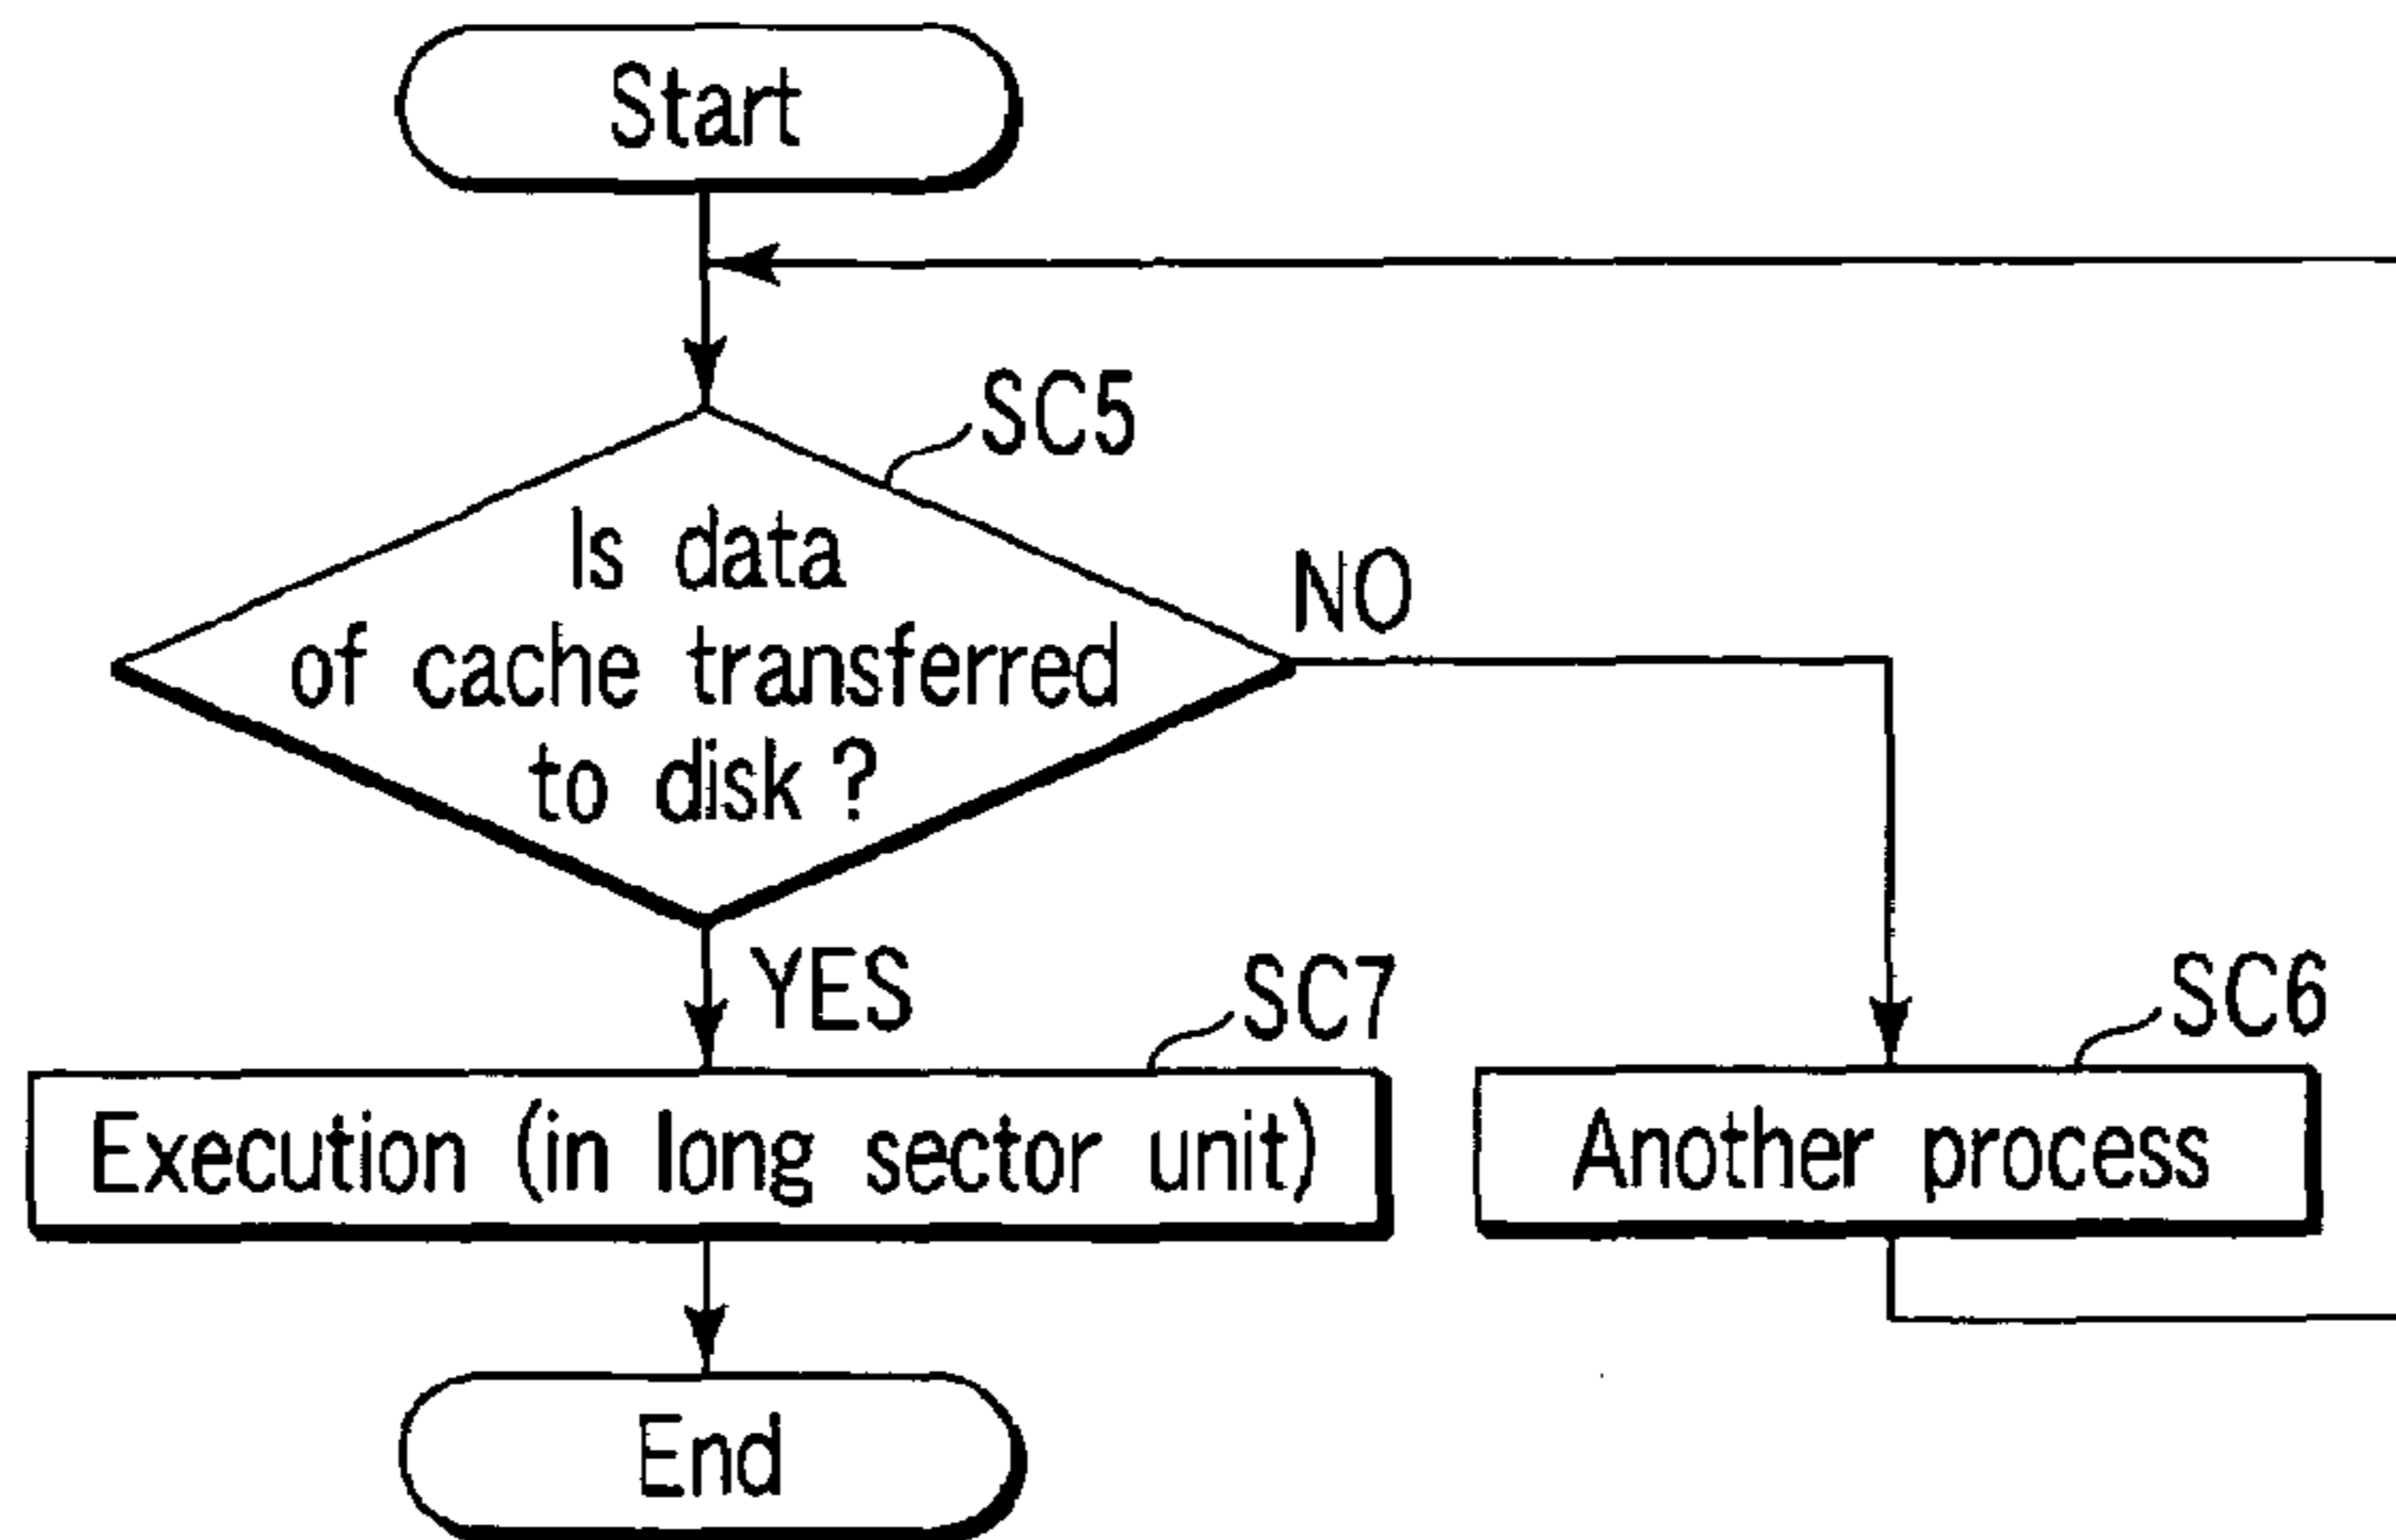 Start
SC5
Is data
of cache transferred
to disk ?
NO
YES
SC7
SC6
Execution (in long sector unit)
Another process
End